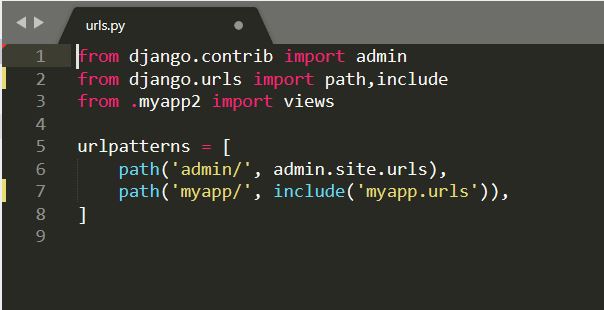 urls.py
1 from django.contrib import admin
2 from django.urls import path,include
3 from .myapp2 import views
4
5 urlpatterns = [
6     path('admin/', admin.site.urls),
7     path('myapp/', include('myapp.urls')),
8 ]
9